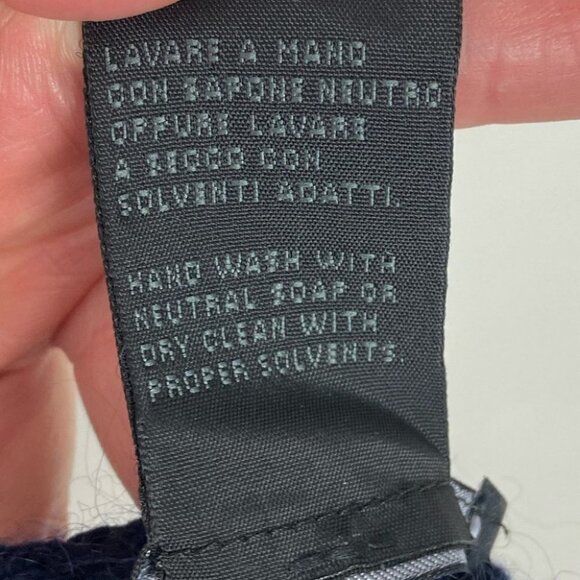 LAVARE A MANO
CON SAPONE NEUTRO
OPPURE LAVARE
A SECCO CON
SOLVENTI ADATTI.
HAND WASH WITH
NEUTRAL SOAP OR
DRY CLEAN WITH
PROPER SOLVENTS.